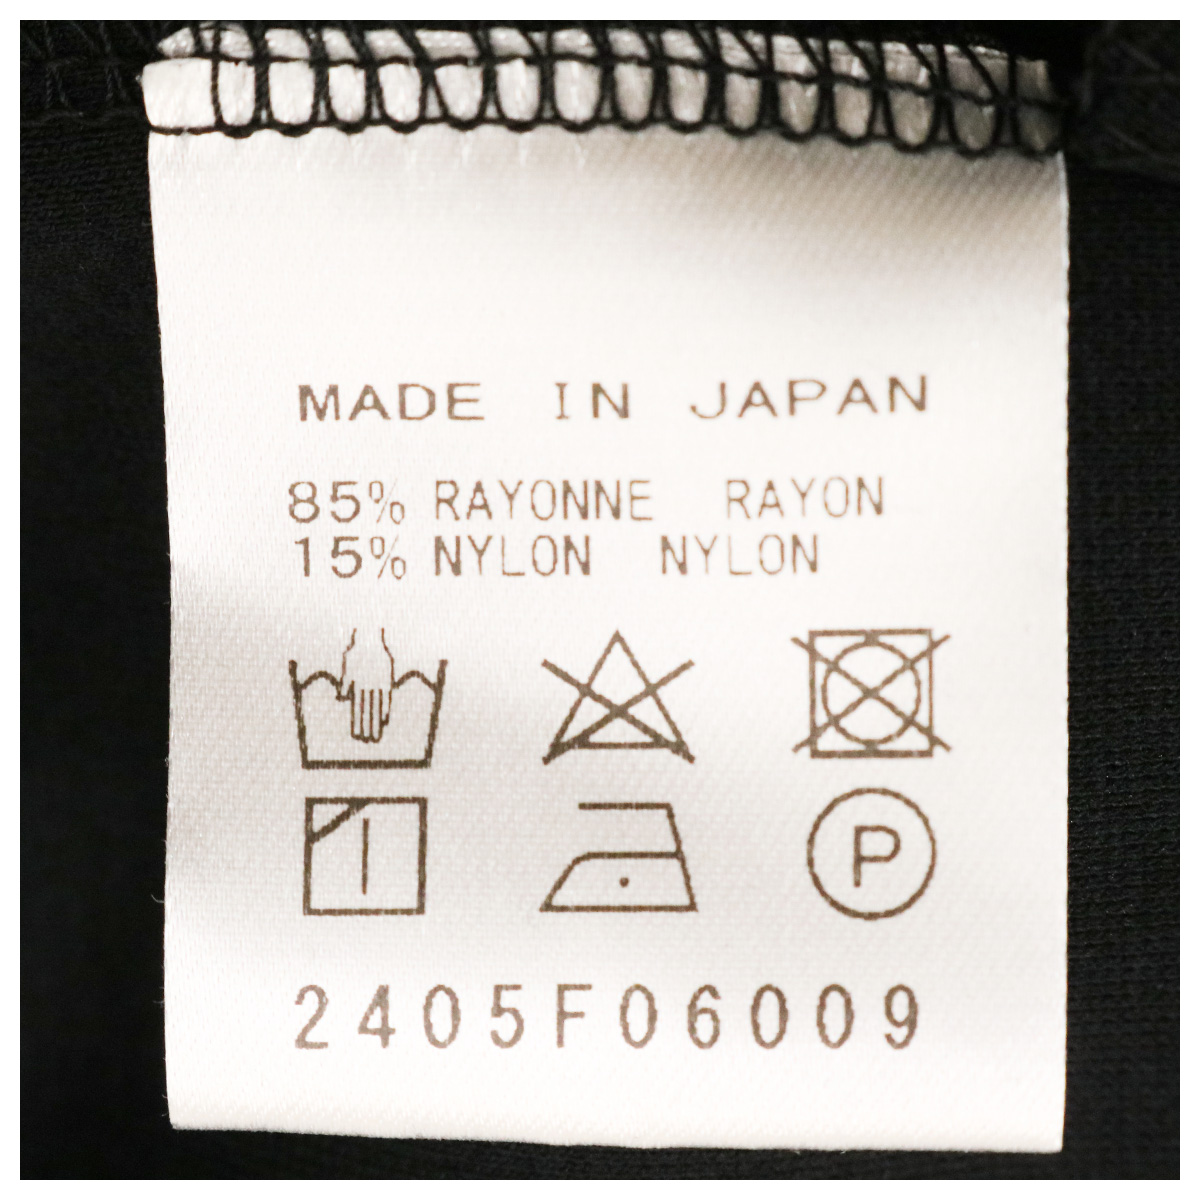 MADE IN JAPAN
85% RAYONNE RAYON
15% NYLON NYLON
P
2405F06009